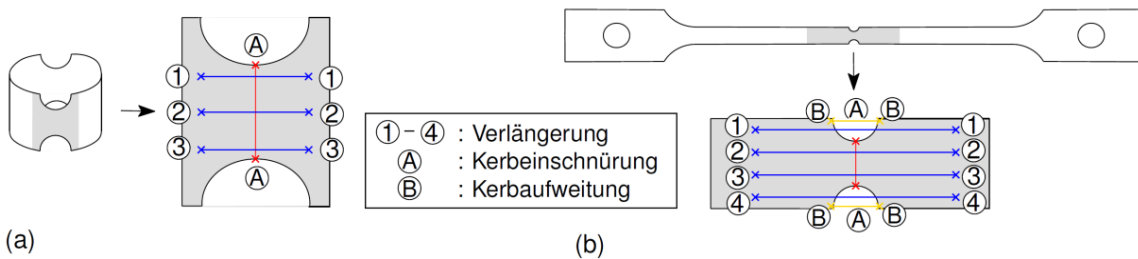 A
1 1
2 2
3 3
A
(a)
1 – 4 : Verlängerung
A : Kerbeinschnürung
B : Kerbaufweitung
B A B
1 1
2 2
3 3
4 4
B A B
(b)